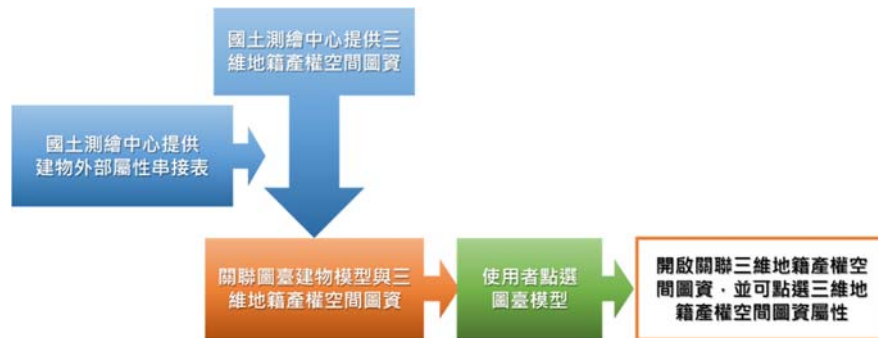 國土測繪中心提供三
維地籍產權空間圖資
國土測繪中心提供
建物外部屬性串接表
關聯圖臺建物模型與三
維地籍產權空間圖資
使用者點選
圖臺模型
開啟關聯三維地籍產權空
間圖資，並可點選三維地
籍產權空間圖資屬性